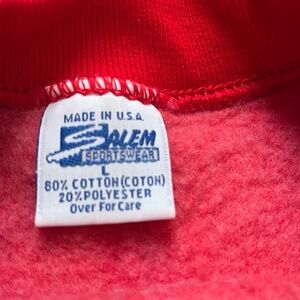 MADE IN U.S.A.
SALEM
SPORTSWEAR
L
80% COTTON (COTON)
20% POLYESTER
Over For Care